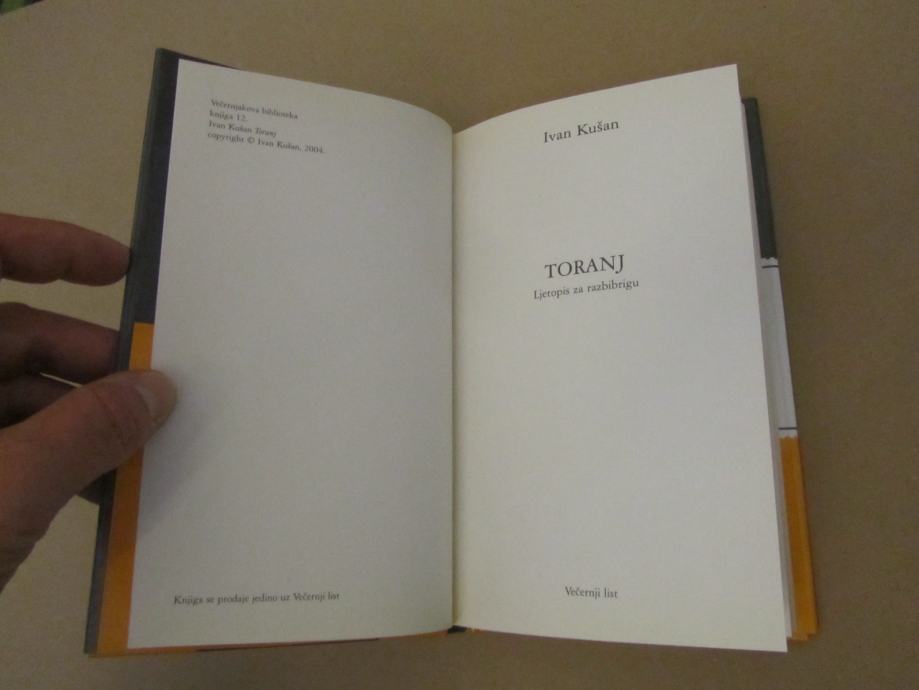 Večernjakova biblioteka
knjiga 12.
Ivan Kušan Toranj
copyright © Ivan Kušan, 2004.
Knjiga se prodaje jedino uz Večernji list
Ivan Kušan
TORANJ
Ljetopis za razbibrigu
Večernji list